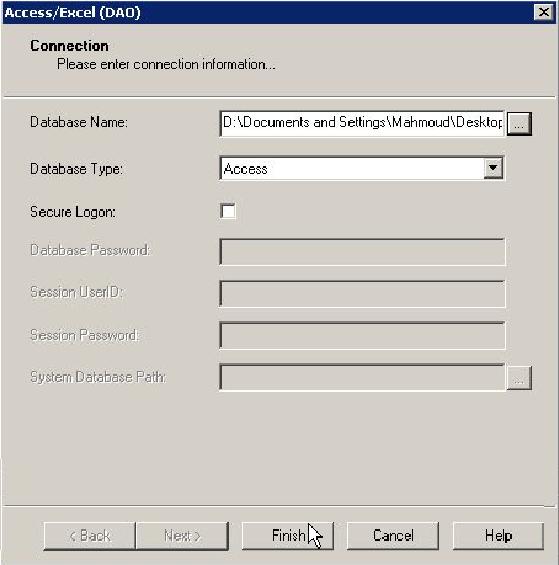 Access/Excel (DAO)
Connection
Please enter connection information...
Database Name: D:\Documents and Settings\Mahmoud\Desktop ...
Database Type: Access
Secure Logon:
Database Password:
Session UserID:
Session Password:
System Database Path: ...
< Back Next > Finish Cancel Help